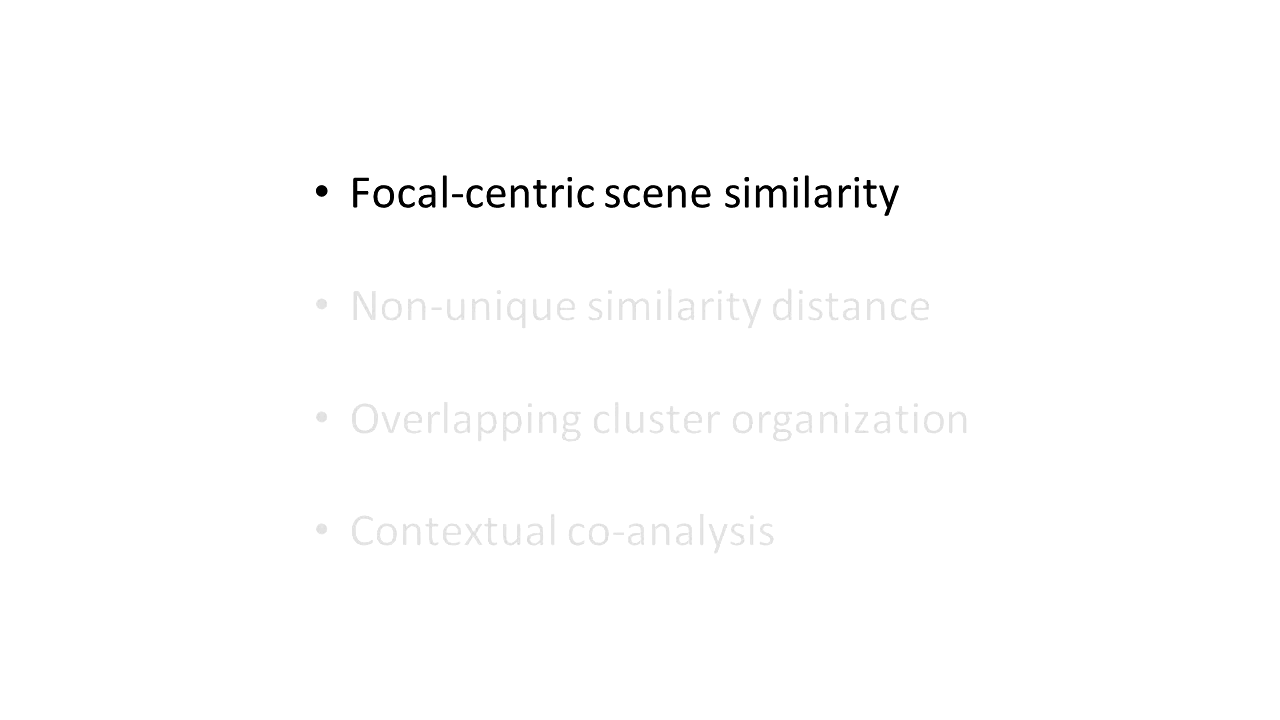 • Focal-centric scene similarity
• Non-unique similarity distance
• Overlapping cluster organization
• Contextual co-analysis